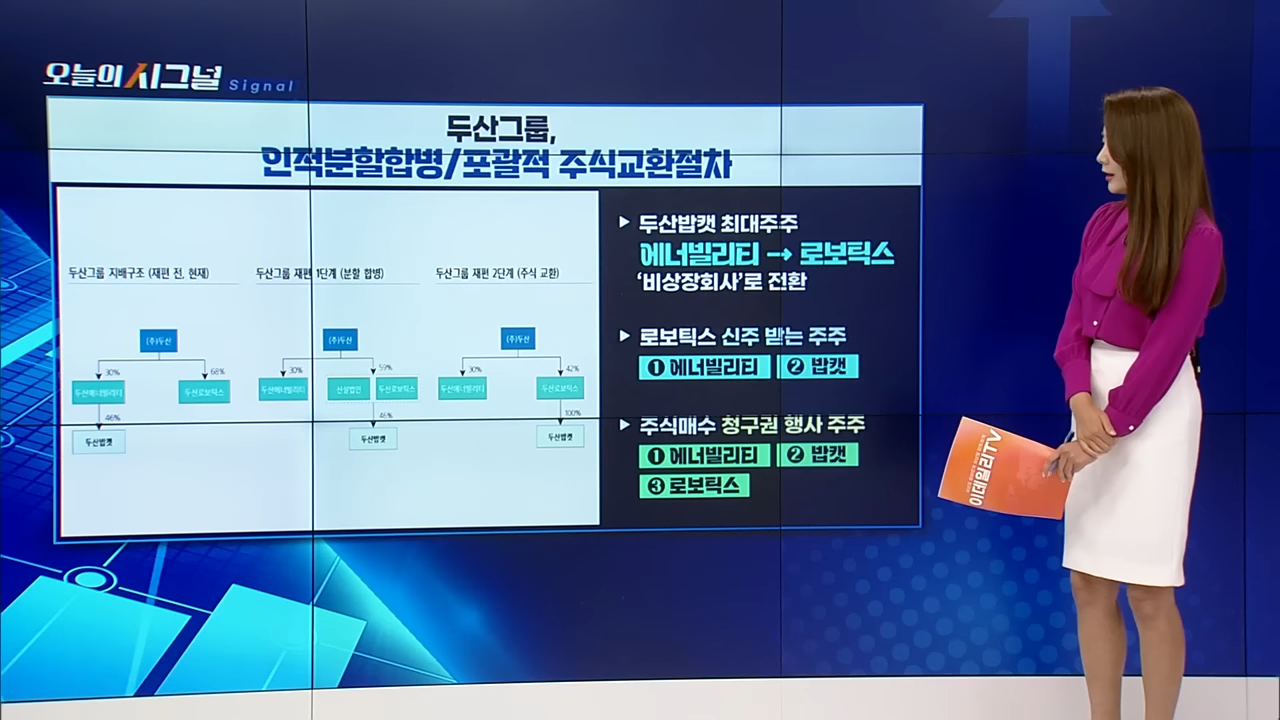 오늘의 시그널 Signal
두산그룹,
인적분할합병/포괄적 주식교환절차
두산그룹 지배구조 (재편 전, 현재)
(주)두산
30%
68%
두산에너빌리티
두산로보틱스
46%
두산밥캣
두산그룹 재편 1단계 (분할 합병)
(주)두산
30%
59%
두산에너빌리티
신설법인
두산로보틱스
46%
두산밥캣
두산그룹 재편 2단계 (주식 교환)
(주)두산
30%
42%
두산에너빌리티
두산로보틱스
100%
두산밥캣
▶ 두산밥캣 최대주주
에너빌리티 → 로보틱스
‘비상장회사’로 전환
▶ 로보틱스 신주 받는 주주
❶ 에너빌리티 ❷ 밥캣
▶ 주식매수 청구권 행사 주주
❶ 에너빌리티 ❷ 밥캣
❸ 로보틱스
이데일리TV